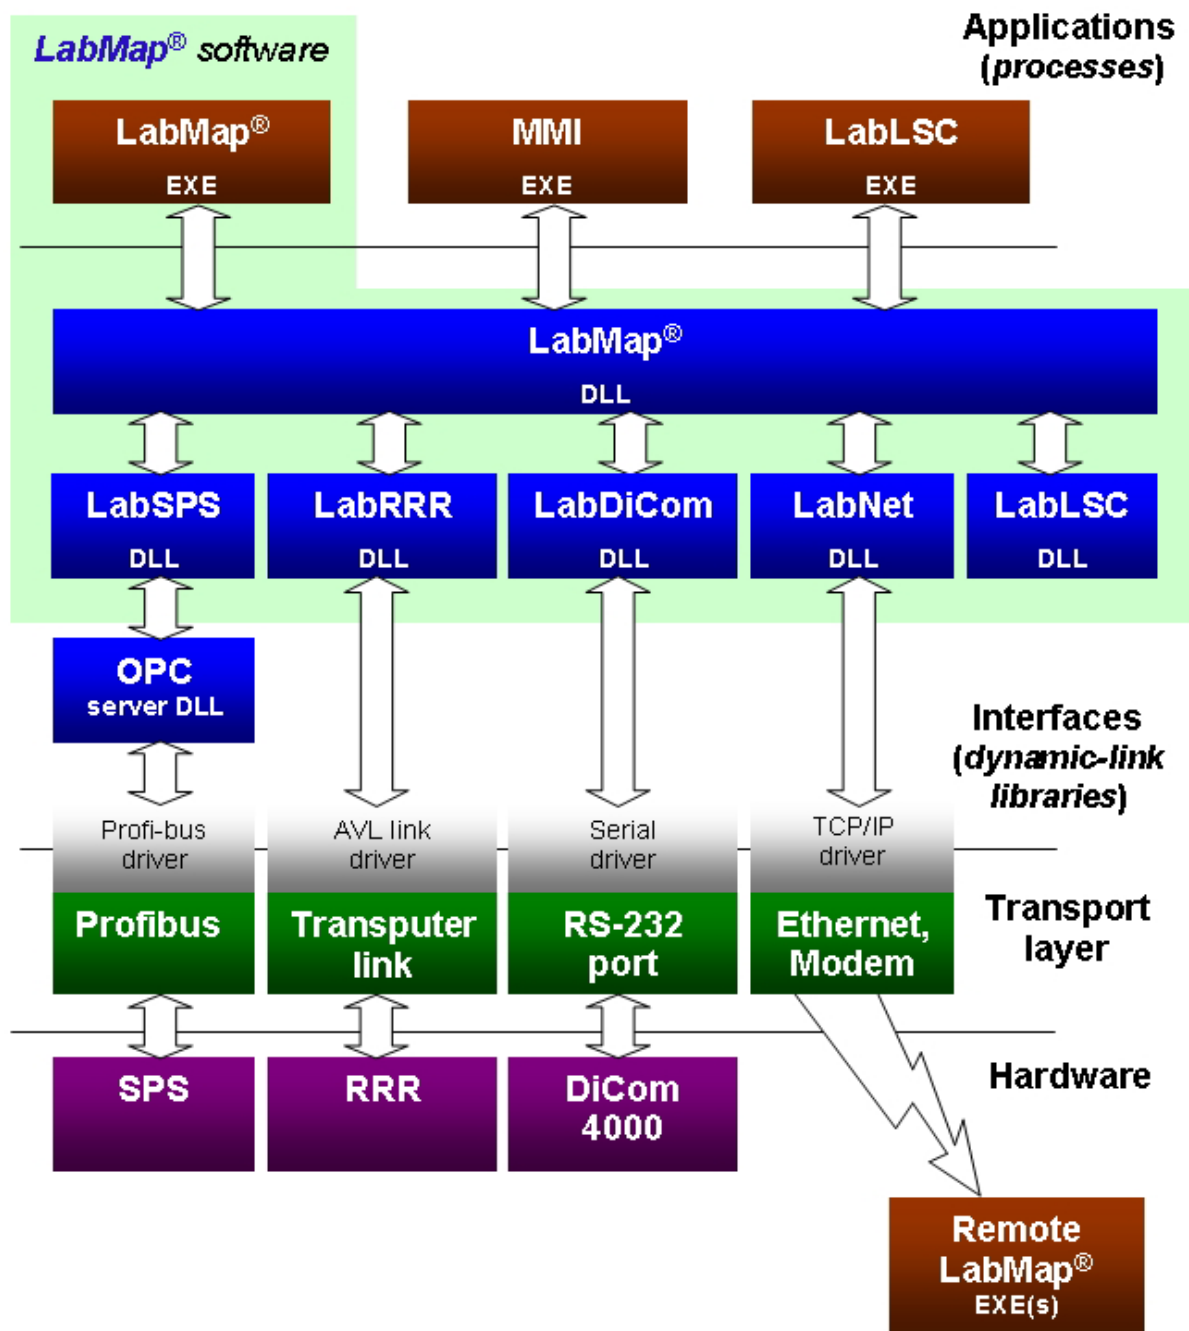 LabMap® software
Applications
(processes)
LabMap®
EXE
MMI
EXE
LabLSC
EXE
LabMap®
DLL
LabSPS
DLL
LabRRR
DLL
LabDiCom
DLL
LabNet
DLL
LabLSC
DLL
OPC
server DLL
Interfaces
(dynamic-link
libraries)
Profi-bus
driver
AVL link
driver
Serial
driver
TCP/IP
driver
Profibus
Transputer
link
RS-232
port
Ethernet,
Modem
Transport
layer
SPS
RRR
DiCom
4000
Hardware
Remote
LabMap®
EXE(s)